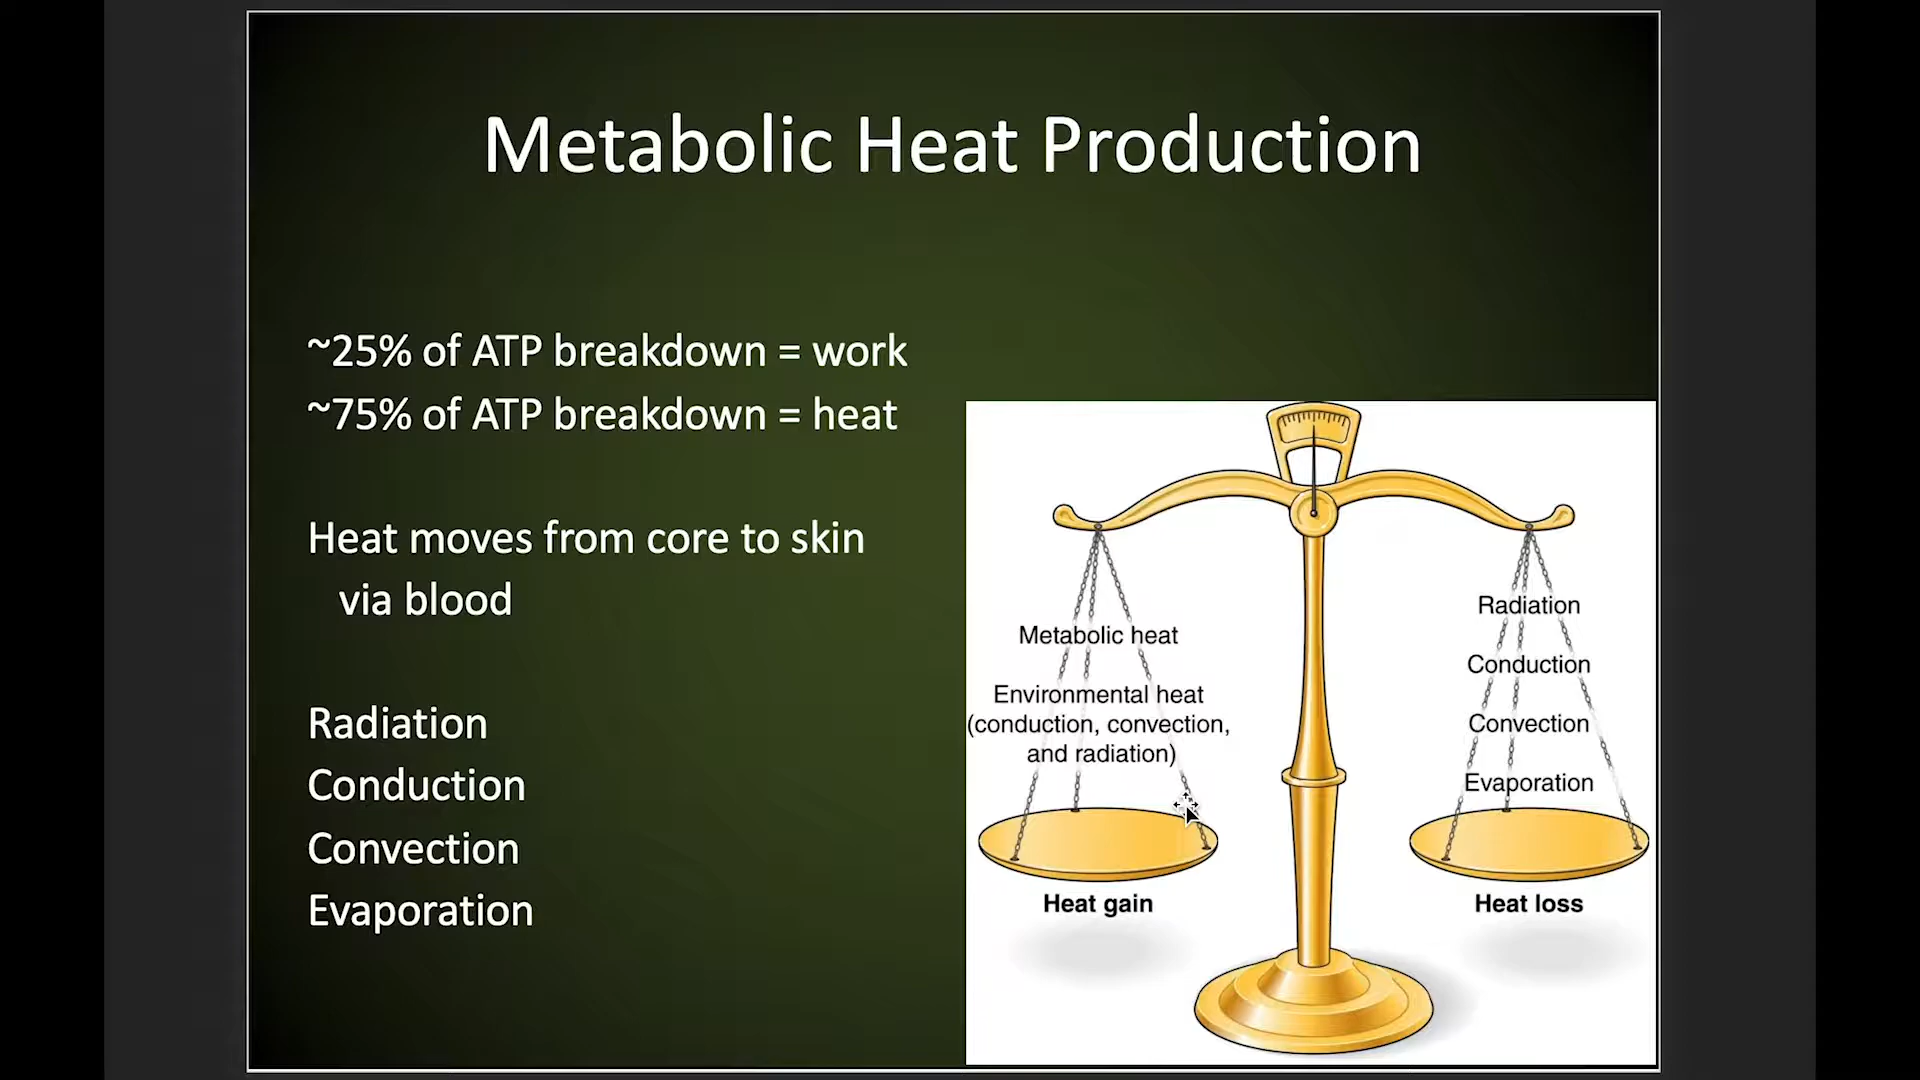 Metabolic Heat Production
~25% of ATP breakdown = work
~75% of ATP breakdown = heat
Heat moves from core to skin
via blood
Radiation
Conduction
Convection
Evaporation
Metabolic heat
Environmental heat
(conduction, convection,
and radiation)
Heat gain
Radiation
Conduction
Convection
Evaporation
Heat loss